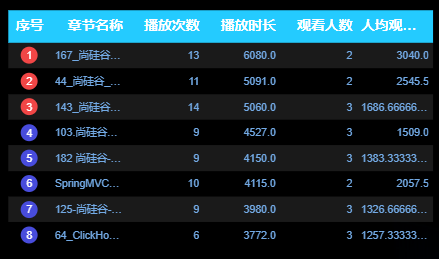 序号 章节名称 播放次数 播放时长 观看人数 人均观...
1 167_尚硅谷... 13 6080.0 2 3040.0
2 44_尚硅谷_... 11 5091.0 2 2545.5
3 143_尚硅谷... 14 5060.0 3 1686.66666...
4 103.尚硅谷... 9 4527.0 3 1509.0
5 182 尚硅谷-... 9 4150.0 3 1383.33333...
6 SpringMVC... 10 4115.0 2 2057.5
7 125-尚硅谷-... 9 3980.0 3 1326.66666...
8 64_ClickHo... 6 3772.0 3 1257.33333...